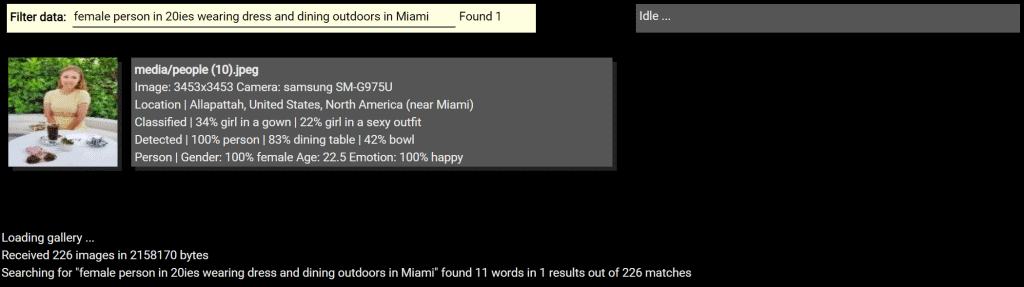 Filter data: female person in 20ies wearing dress and dining outdoors in Miami Found 1
Idle ...
media/people (10).jpeg
Image: 3453x3453 Camera: samsung SM-G975U
Location | Allapattah, United States, North America (near Miami)
Classified | 34% girl in a gown | 22% girl in a sexy outfit
Detected | 100% person | 83% dining table | 42% bowl
Person | Gender: 100% female Age: 22.5 Emotion: 100% happy
Loading gallery ...
Received 226 images in 2158170 bytes
Searching for "female person in 20ies wearing dress and dining outdoors in Miami" found 11 words in 1 results out of 226 matches